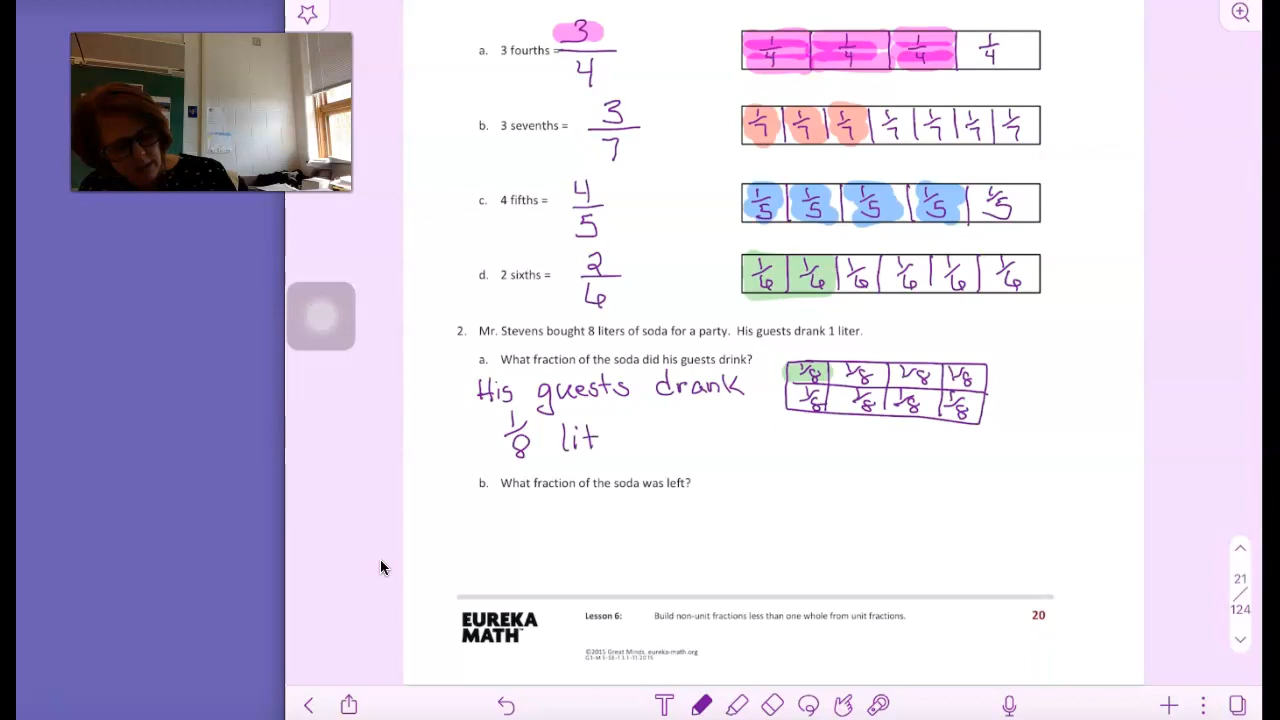 a. 3 fourths = 3/4
1/4 1/4 1/4 1/4
b. 3 sevenths = 3/7
1/7 1/7 1/7 1/7 1/7 1/7 1/7
c. 4 fifths = 4/5
1/5 1/5 1/5 1/5 1/5
d. 2 sixths = 2/6
1/6 1/6 1/6 1/6 1/6 1/6
2. Mr. Stevens bought 8 liters of soda for a party. His guests drank 1 liter.
a. What fraction of the soda did his guests drink?
1/8 1/8 1/8 1/8
1/8 1/8 1/8 1/8
His guests drank
1/8 lit
b. What fraction of the soda was left?
21
/
124
EUREKA
MATH™
Lesson 6: Build non-unit fractions less than one whole from unit fractions.
20
©2015 Great Minds. eureka-math.org
T